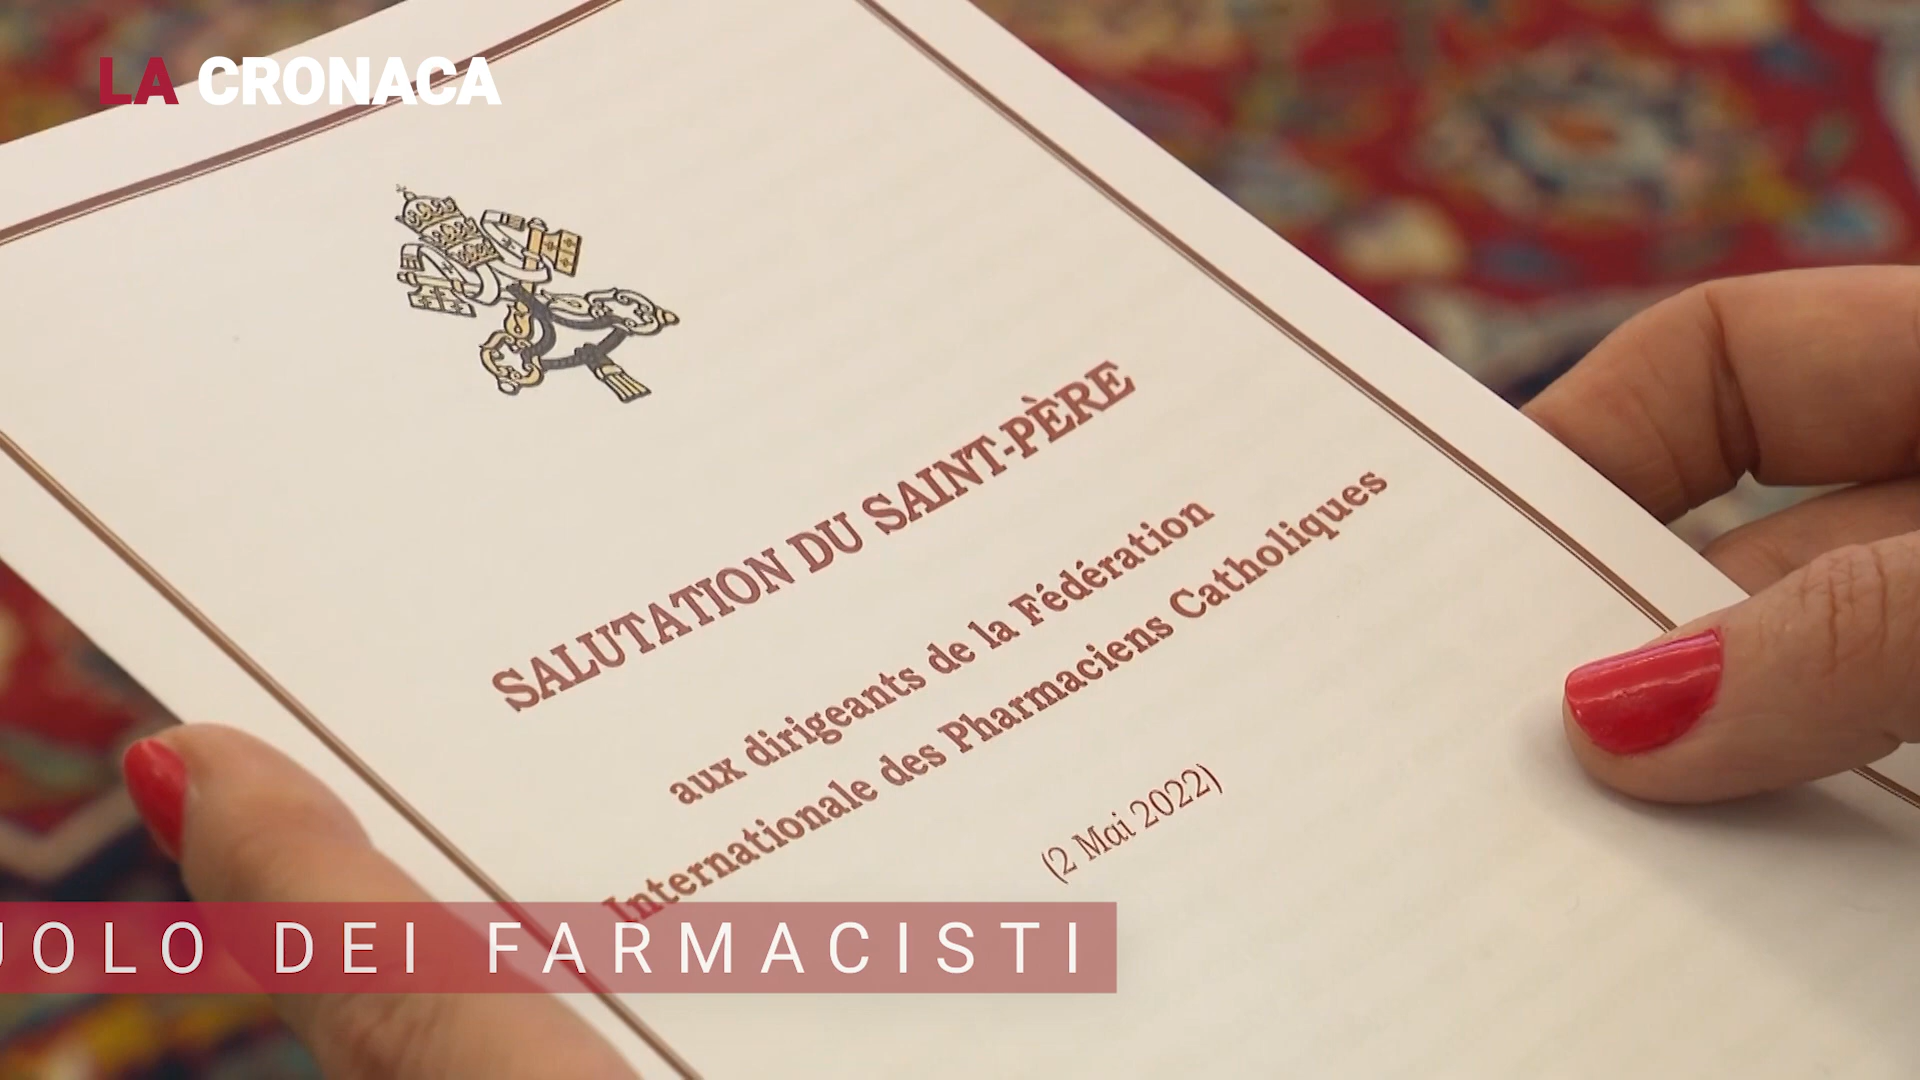 LA CRONACA
SALUTATION DU SAINT-PÈRE
aux dirigeants de la Fédération
Internationale des Pharmaciens Catholiques
(2 Mai 2022)
DEI FARMACISTI